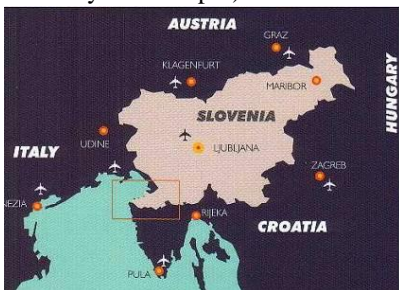 AUSTRIA
GRAZ
KLAGENFURT
MARIBOR
HUNGARY
SLOVENIA
UDINE
LJUBLJANA
ITALY
ZAGREB
NEZIA
RIJEKA
CROATIA
PULA